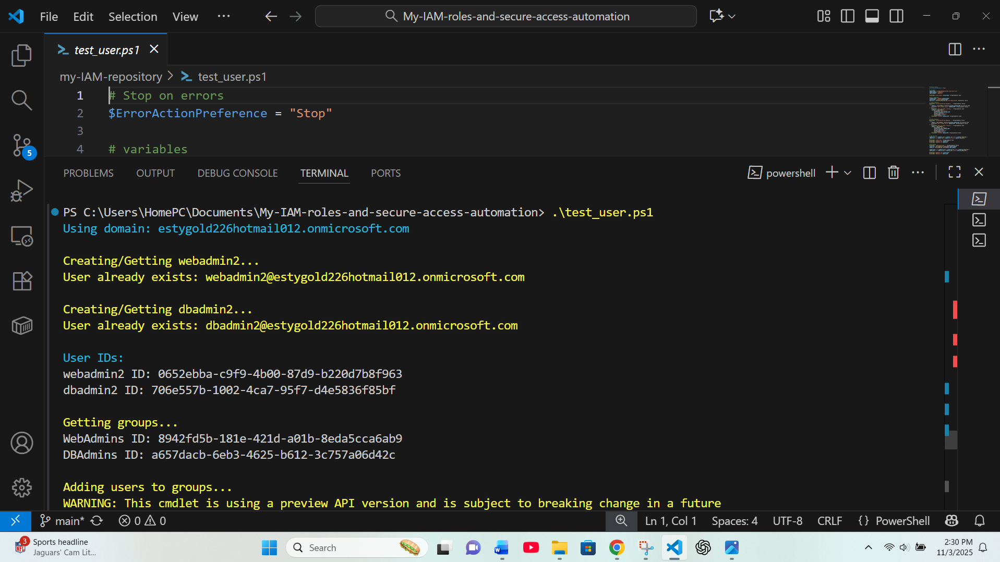 File Edit Selection View ...
My-IAM-roles-and-secure-access-automation
test_user.ps1
my-IAM-repository > test_user.ps1
1 # Stop on errors
2 $ErrorActionPreference = "Stop"
3
4 # variables
5
PROBLEMS OUTPUT DEBUG CONSOLE TERMINAL PORTS
powershell
PS C:\Users\HomePC\Documents\My-IAM-roles-and-secure-access-automation> .\test_user.ps1
Using domain: estygold226hotmail012.onmicrosoft.com
Creating/Getting webadmin2...
User already exists: webadmin2@estygold226hotmail012.onmicrosoft.com
Creating/Getting dbadmin2...
User already exists: dbadmin2@estygold226hotmail012.onmicrosoft.com
User IDs:
webadmin2 ID: 0652ebba-c9f9-4b00-87d9-b220d7b8f963
dbadmin2 ID: 706e557b-1002-4ca7-95f7-d4e5836f85bf
Getting groups...
WebAdmins ID: 8942fd5b-181e-421d-a01b-8eda5cca6ab9
DBAdmins ID: a657dacb-6eb3-4625-b612-3c757a06d42c
Adding users to groups...
WARNING: This cmdlet is using a preview API version and is subject to breaking change in a future
main* 0 0
Ln 1, Col 1 Spaces: 4 UTF-8 CRLF {} PowerShell
3
Sports headline
Jaguars' Cam Lit...
Search
2:30 PM
11/3/2025